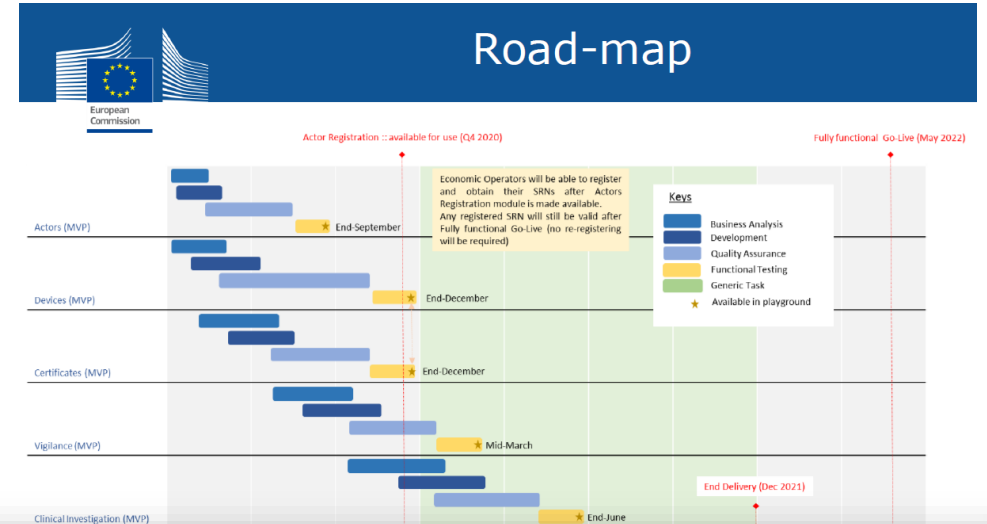 Road-map
European
Commission
Actor Registration :: available for use (Q4 2020)
Fully functional Go-Live (May 2022)
Economic Operators will be able to register
and obtain their SRNs after Actors
Registration module is made available.
Any registered SRN will still be valid after
Fully functional Go-Live (no re-registering
will be required)
Keys
Business Analysis
Development
Quality Assurance
Functional Testing
Generic Task
Available in playground
Actors (MVP)
End-September
Devices (MVP)
End-December
Certificates (MVP)
End-December
Vigilance (MVP)
Mid-March
End Delivery (Dec 2021)
Clinical Investigation (MVP)
End-June